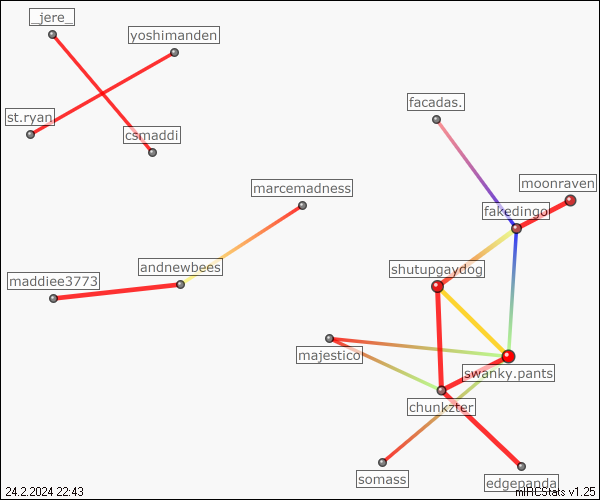 _jere_
yoshimanden
st.ryan
csmaddi
facadas.
moonraven
marcemadness
fakedingo
andnewbees
shutupgaydog
maddiee3773
majestico
swanky.pants
chunkzter
somass
edgepanda
24.2.2024 22:43
mIRCStats v1.25